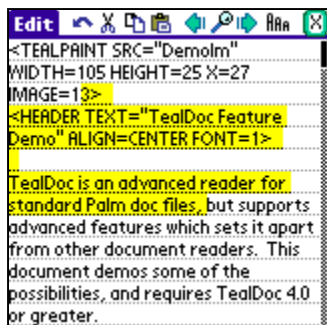 Edit AAA
<TEALPAINT SRC="DemoIm"
WIDTH=105 HEIGHT=25 X=27
IMAGE=13>
<HEADER TEXT="TealDoc Feature
Demo" ALIGN=CENTER FONT=1>
TealDoc is an advanced reader for
standard Palm doc files, but supports
advanced features which sets it apart
from other document readers.  This
document demos some of the
possibilities, and requires TealDoc 4.0
or greater.